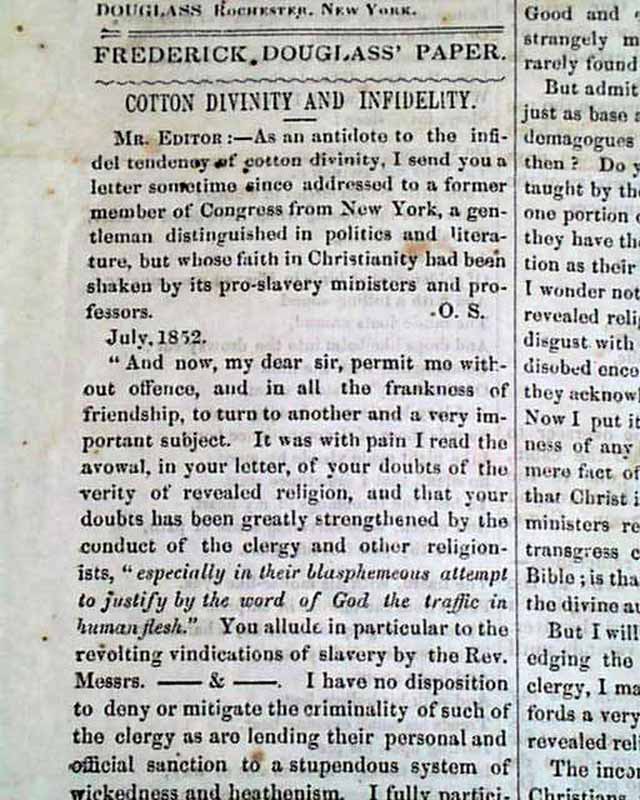 DOUGLASS ROCHESTER, NEW YORK.
FREDERICK DOUGLASS' PAPER.
COTTON DIVINITY AND INFIDELITY.
MR. EDITOR :—As an antidote to the infi-
del tendency of cotton divinity, I send you a
letter sometime since addressed to a former
member of Congress from New York, a gen-
tleman distinguished in politics and litera-
ture, but whose faith in Christianity had been
shaken by its pro-slavery ministers and pro-
fessors. O. S.
July, 1852.
" And now, my dear sir, permit me with-
out offence, and in all the frankness of
friendship, to turn to another and a very im-
portant subject. It was with pain I read the
avowal, in your letter, of your doubts of the
verity of revealed religion, and that your
doubts has been greatly strengthened by the
conduct of the clergy and other religion-
ists, " especially in their blasphemeous attempt
to justify by the word of God the traffic in
human flesh." You allude in particular to the
revolting vindications of slavery by the Rev.
Messrs. —— & ——. I have no disposition
to deny or mitigate the criminality of such of
the clergy as are lending their personal and
official sanction to a stupendous system of
wickedness and heathenism. I fully partici-
Good and
strangely m
rarely found
But admit
just as base a
demagogues
then ? Do y
taught by the
one portion
they have the
tion as their
I wonder not
revealed reli
disgust with
disobed enco
they acknowl
Now I put it
ness of any
mere fact of
that Christ i
ministers re
transgress c
Bible ; is tha
the divine au
But I will
edging the
clergy, I ma
fords a very
revealed reli
The incon
Christians